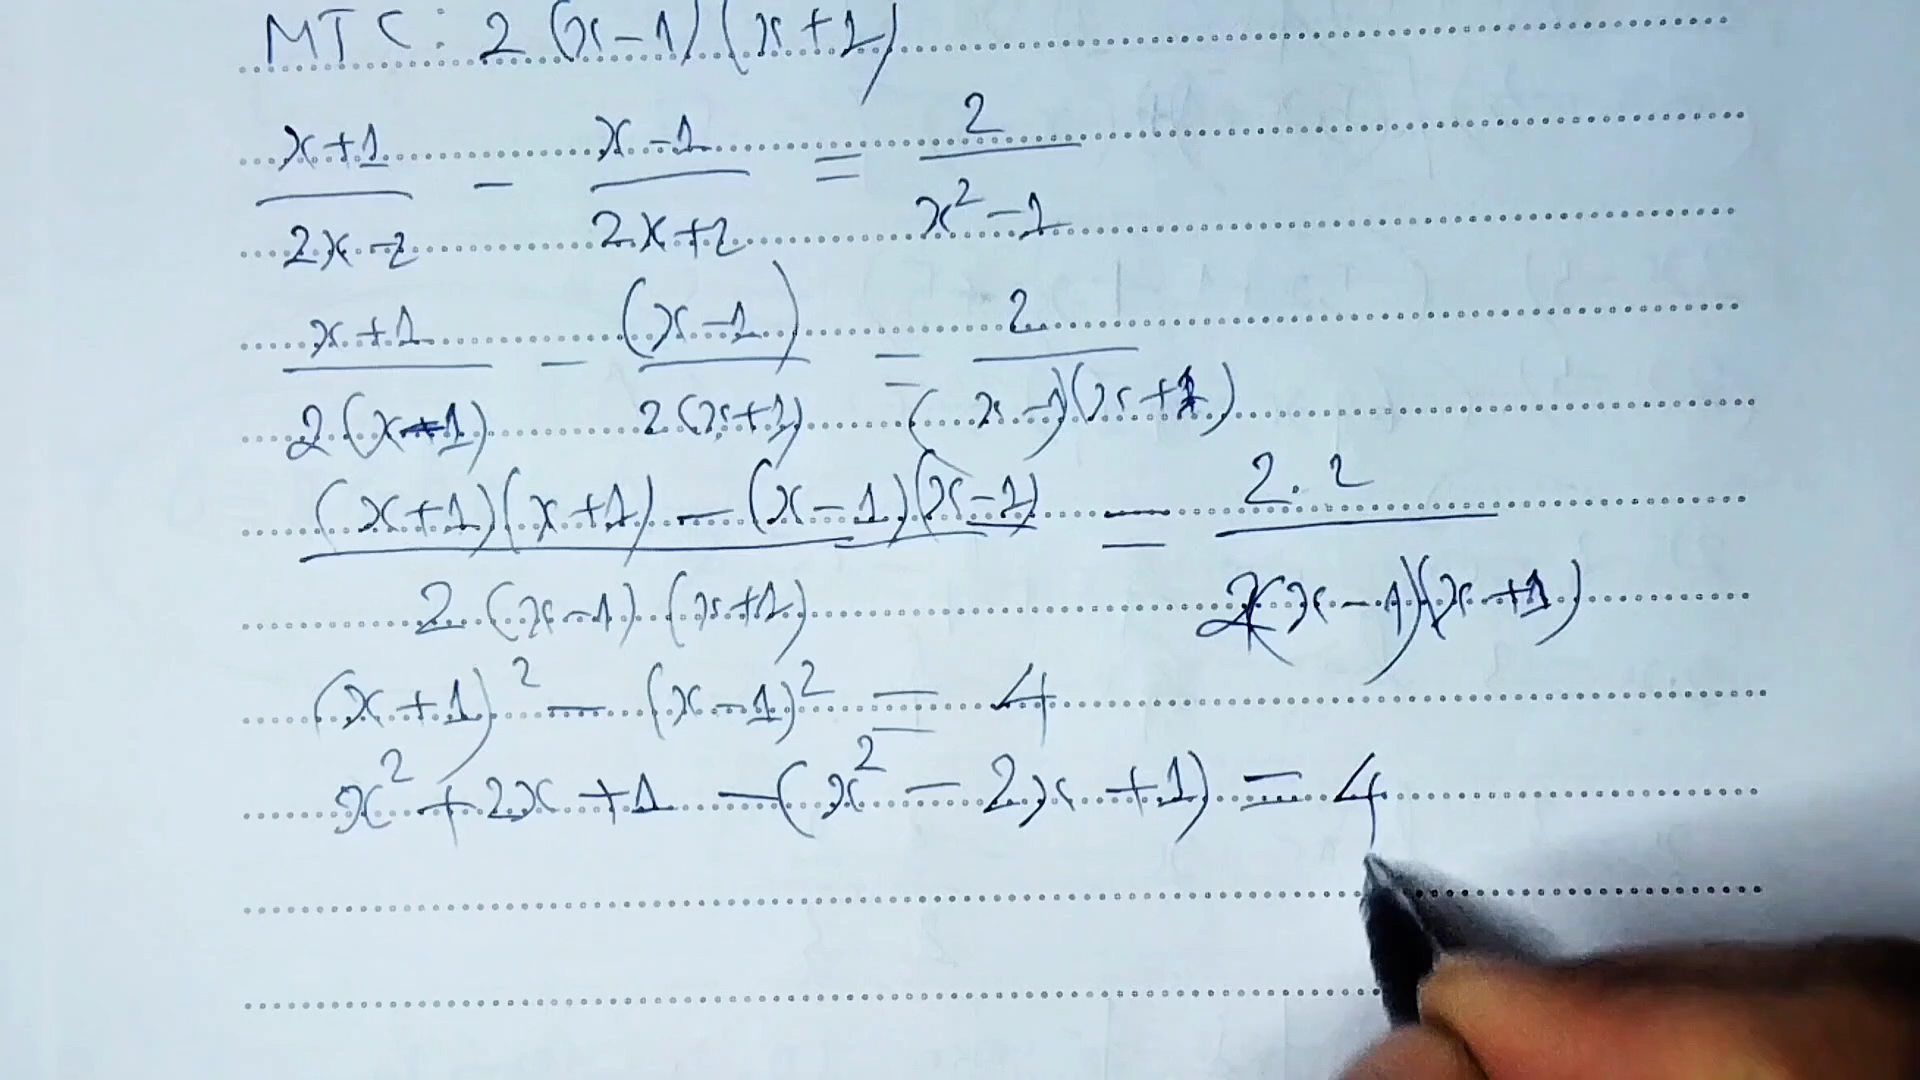 MTC: 2 (x-1)(x+1)
x+1 / 2x-2 - x-1 / 2x+2 = 2 / x²-1
x+1 / 2(x-1) - (x-1) / 2(x+1) = 2 / (x-1)(x+1)
(x+1)(x+1) - (x-1)(x-1) / 2(x-1)(x+1) = 2.2 / 2(x-1)(x+1)
(x+1)² - (x-1)² = 4
x² + 2x + 1 - (x² - 2x + 1) = 4